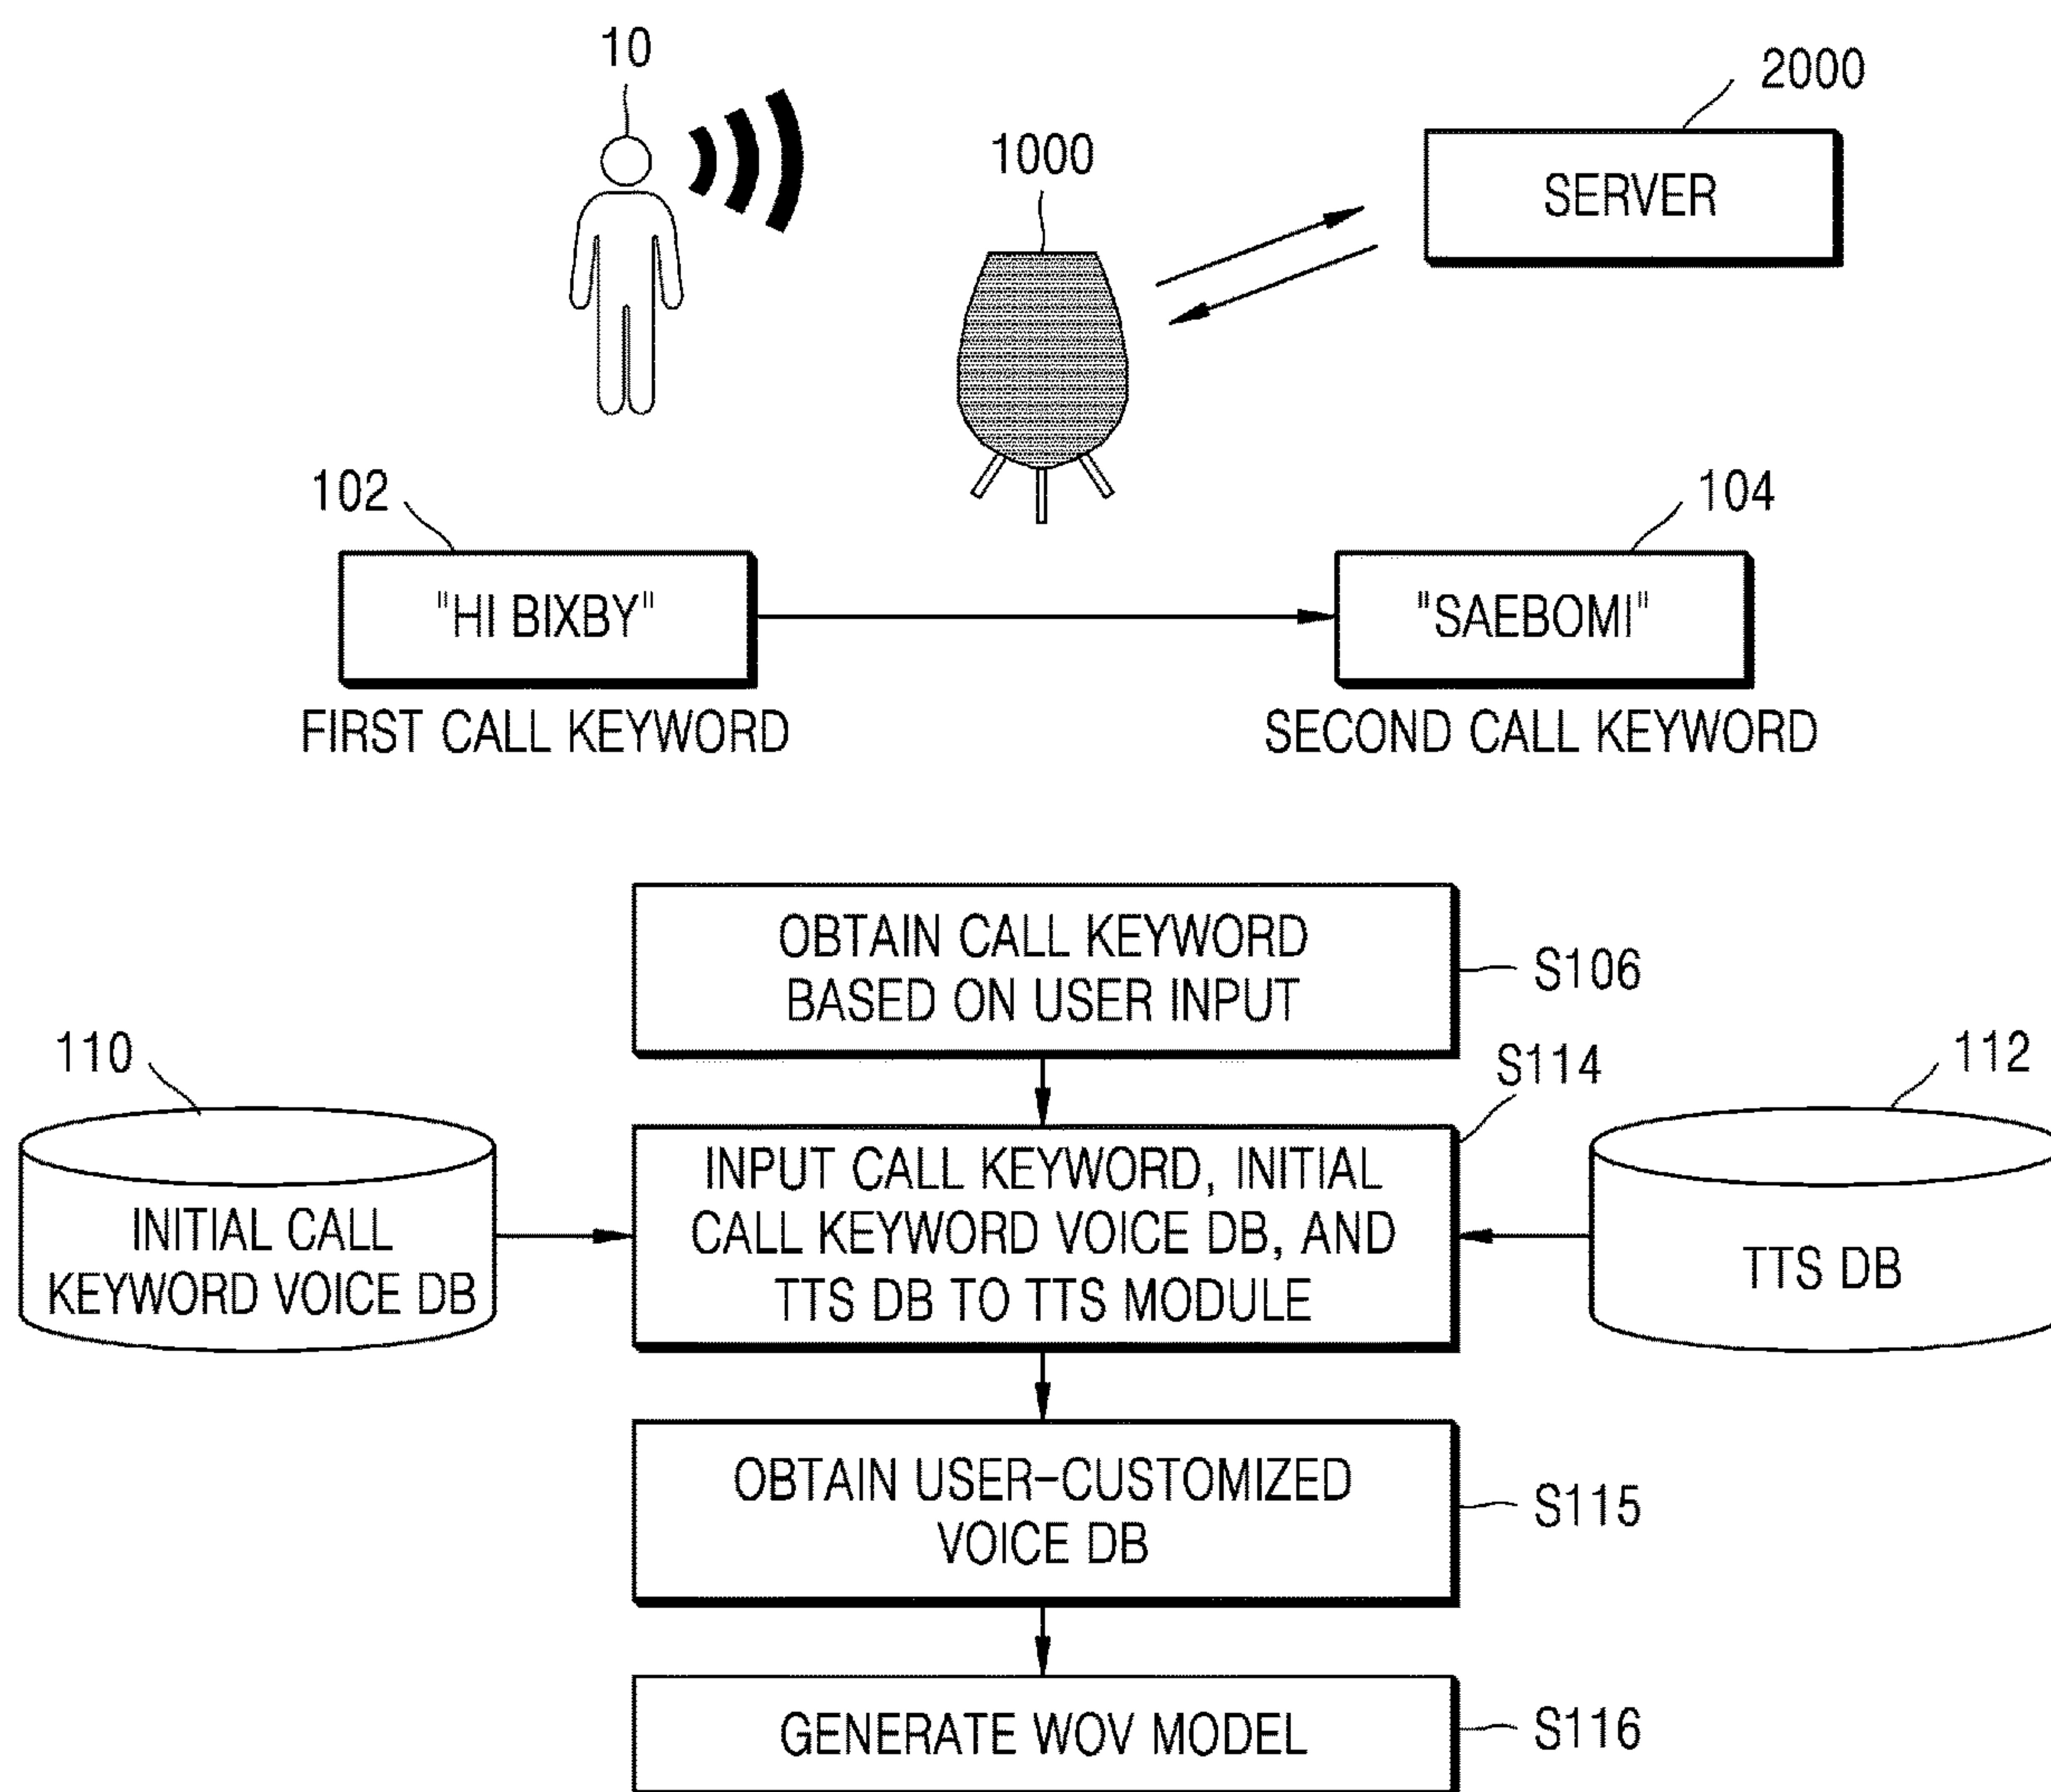 10
2000
1000
SERVER
102
104
"HI BIXBY"
"SAEBOMI"
FIRST CALL KEYWORD
SECOND CALL KEYWORD
OBTAIN CALL KEYWORD
BASED ON USER INPUT
S106
110
S114
112
INITIAL CALL
KEYWORD VOICE DB
INPUT CALL KEYWORD, INITIAL
CALL KEYWORD VOICE DB, AND
TTS DB TO TTS MODULE
TTS DB
OBTAIN USER-CUSTOMIZED
VOICE DB
S115
GENERATE WOV MODEL
S116